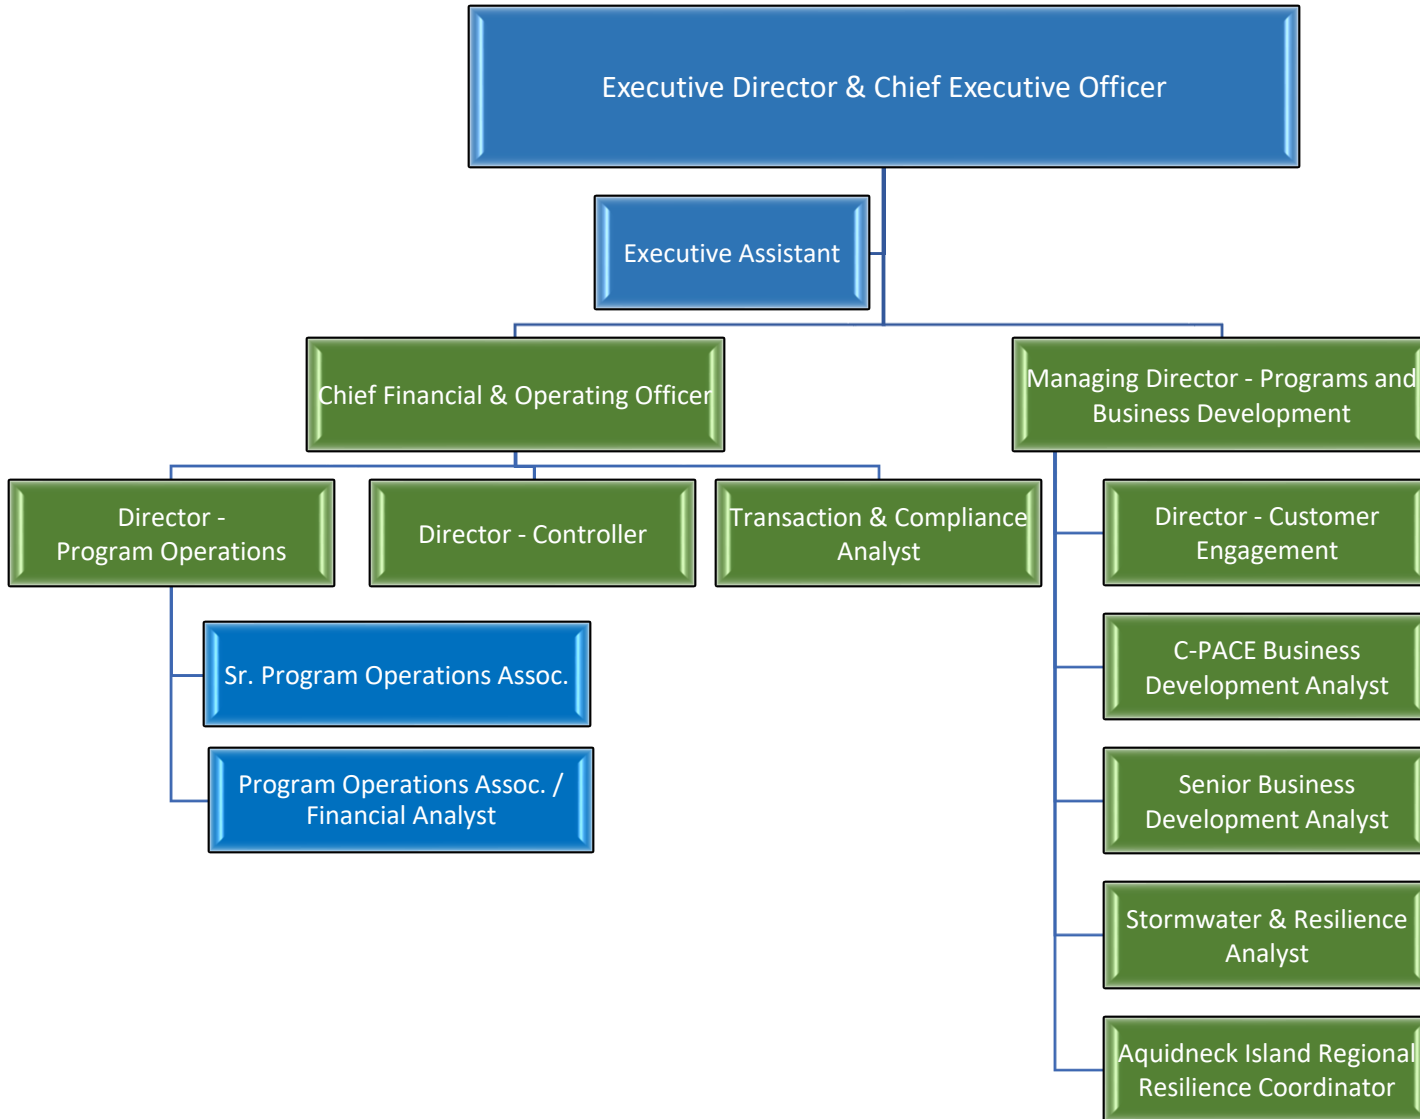 Executive Director & Chief Executive Officer
Executive Assistant
Chief Financial & Operating Officer
Managing Director - Programs and
Business Development
Director -
Program Operations
Director - Controller
Transaction & Compliance
Analyst
Director - Customer
Engagement
Sr. Program Operations Assoc.
C-PACE Business
Development Analyst
Program Operations Assoc. /
Financial Analyst
Senior Business
Development Analyst
Stormwater & Resilience
Analyst
Aquidneck Island Regional
Resilience Coordinator